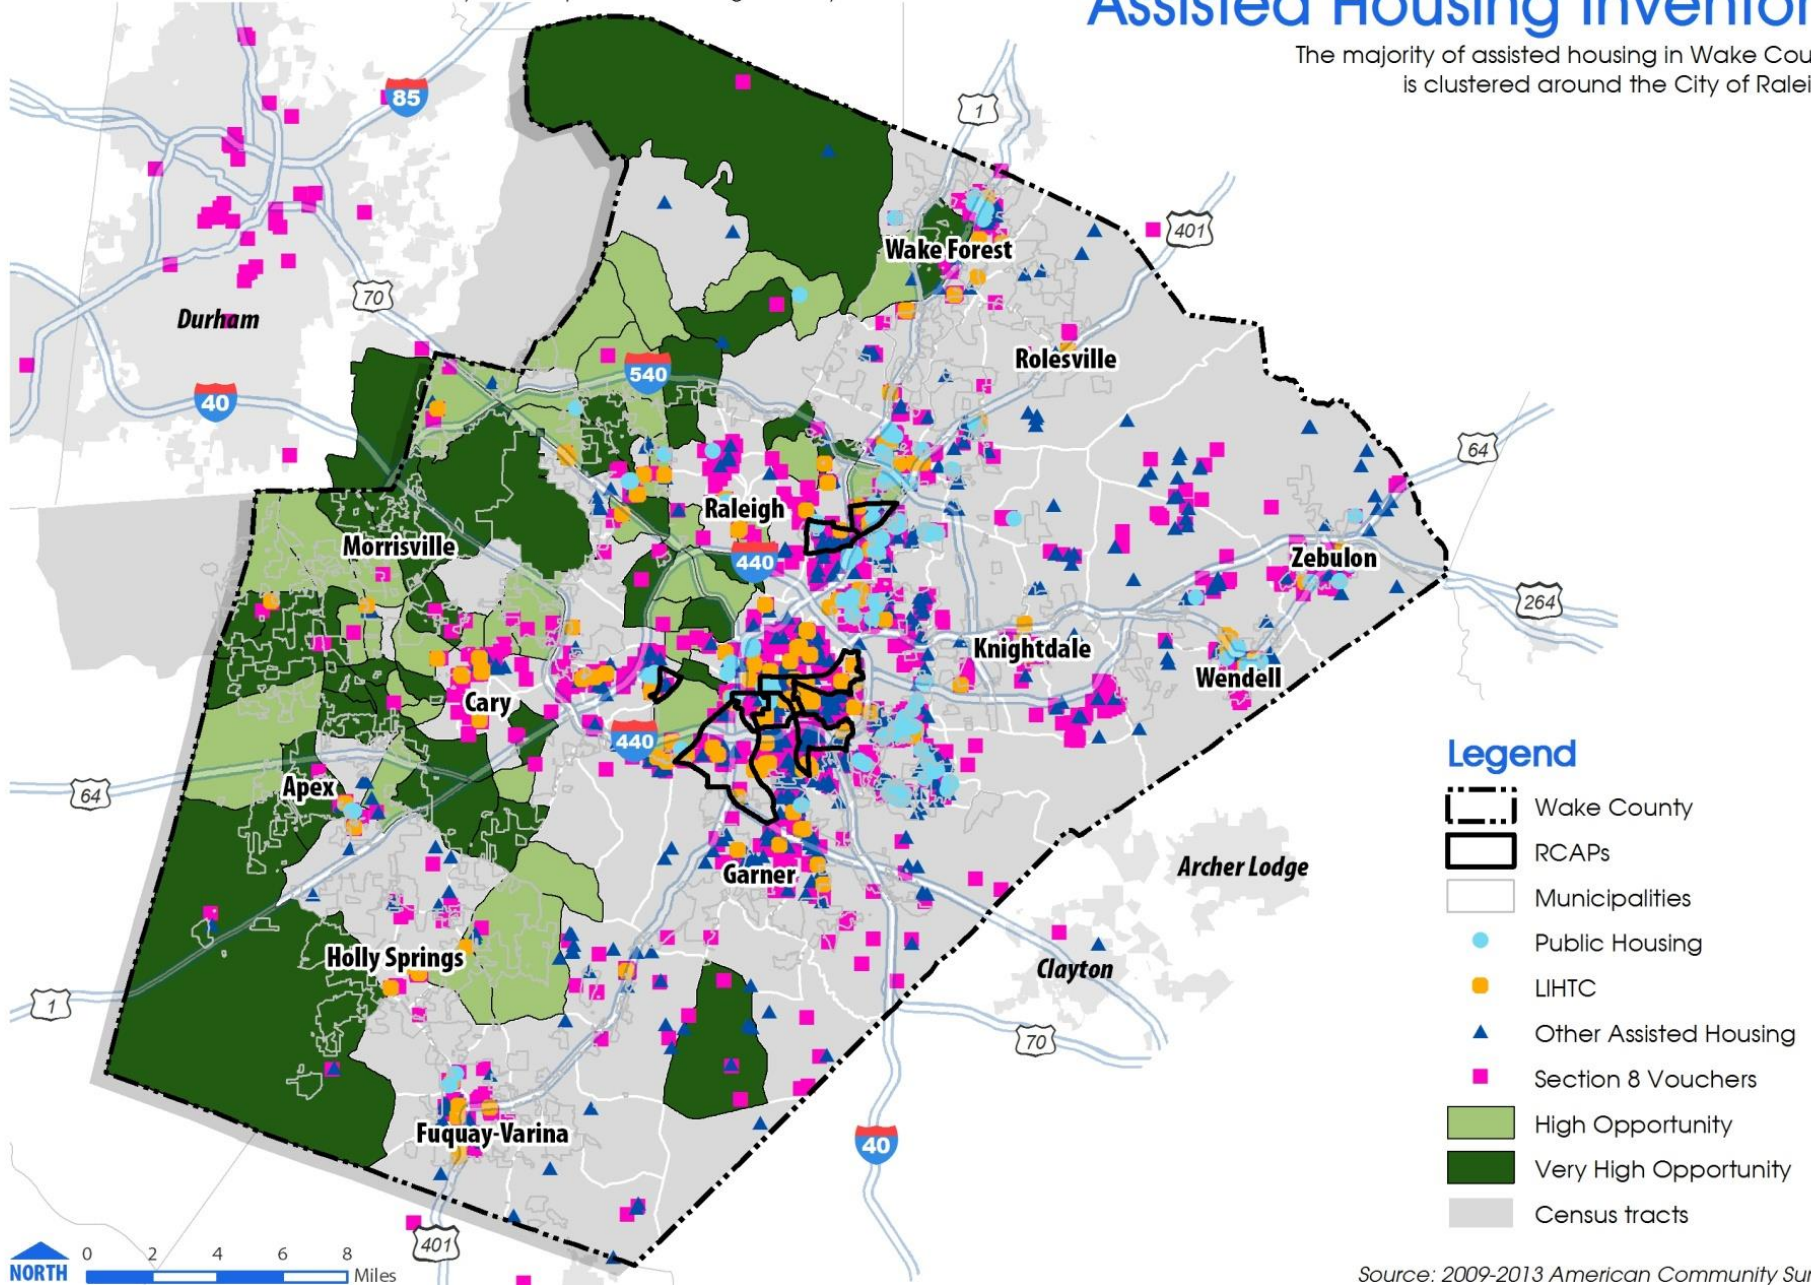 Assisted Housing Invento
The majority of assisted housing in Wake Cou
is clustered around the City of Ralei
85
1
401
Wake Forest
70
Durham
Rolesville
540
40
64
Raleigh
Morrisville
440
Zebulon
264
Knightdale
Wendell
Cary
440
Apex
64
Garner
Archer Lodge
Holly Springs
Clayton
1
70
Fuquay-Varina
40
401
Legend
Wake County
RCAPs
Municipalities
Public Housing
LIHTC
Other Assisted Housing
Section 8 Vouchers
High Opportunity
Very High Opportunity
Census tracts
NORTH
0 2 4 6 8
Miles
Source: 2009-2013 American Community Sur